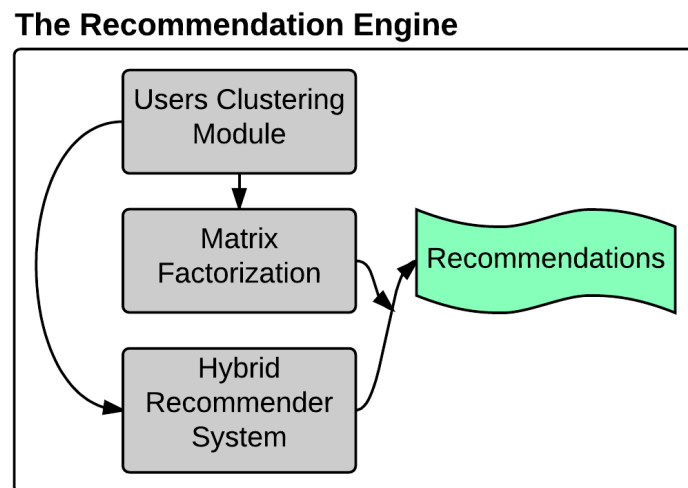 The Recommendation Engine
Users Clustering
Module
Matrix
Factorization
Recommendations
Hybrid
Recommender
System